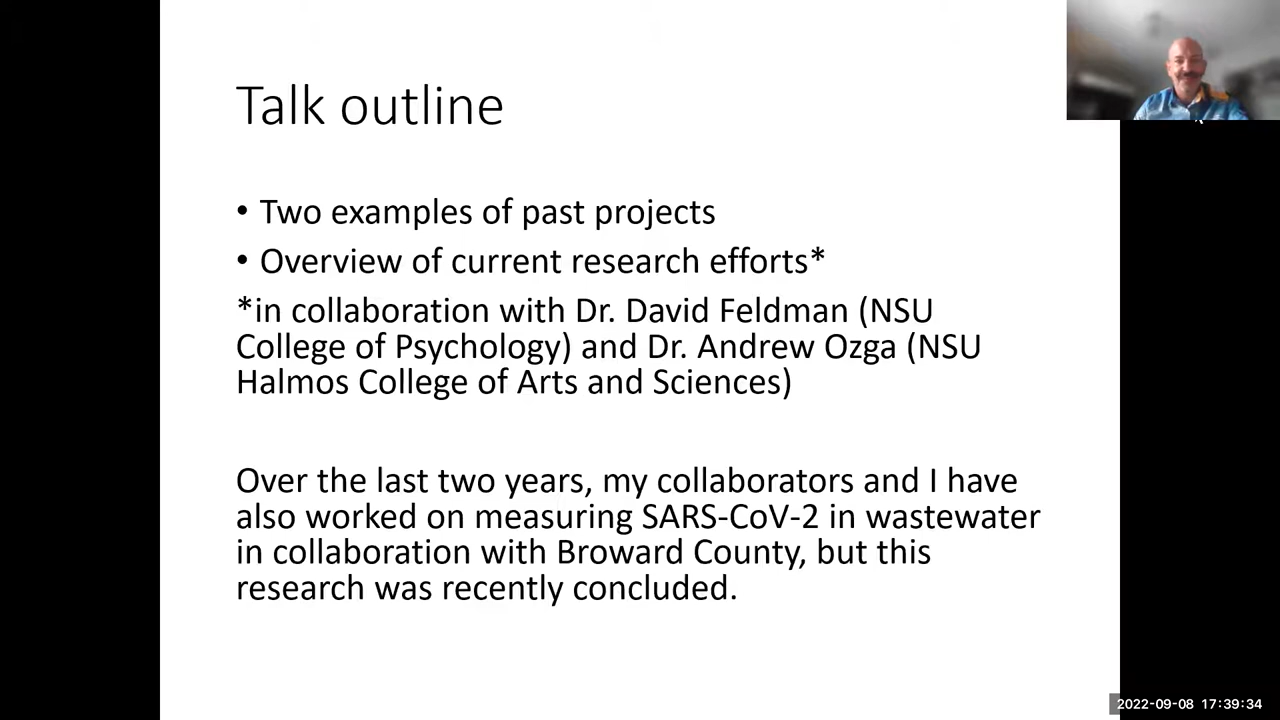 Talk outline
• Two examples of past projects
• Overview of current research efforts*
*in collaboration with Dr. David Feldman (NSU
College of Psychology) and Dr. Andrew Ozga (NSU
Halmos College of Arts and Sciences)
Over the last two years, my collaborators and I have
also worked on measuring SARS-CoV-2 in wastewater
in collaboration with Broward County, but this
research was recently concluded.
2022-09-08 17:39:34